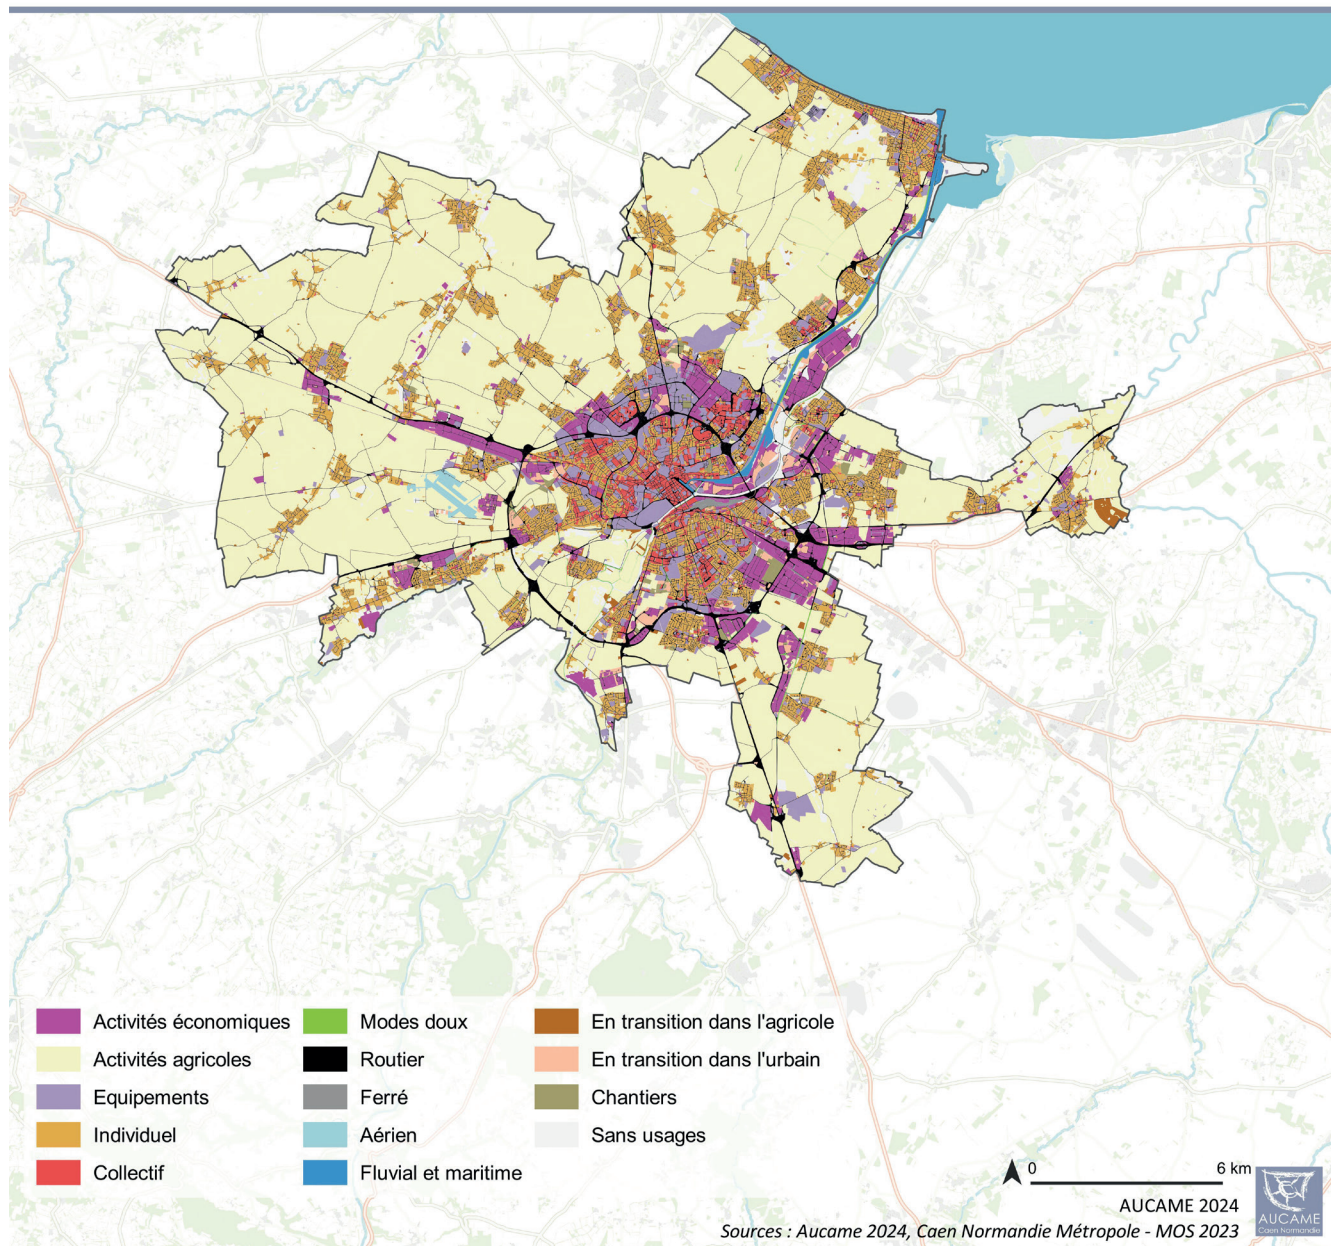 Activités économiques
Activités agricoles
Equipements
Individuel
Collectif
Modes doux
Routier
Ferré
Aérien
Fluvial et maritime
En transition dans l'agricole
En transition dans l'urbain
Chantiers
Sans usages
0 6 km
AUCAME 2024
Sources : Aucame 2024, Caen Normandie Métropole - MOS 2023
AUCAME
Caen Normandie